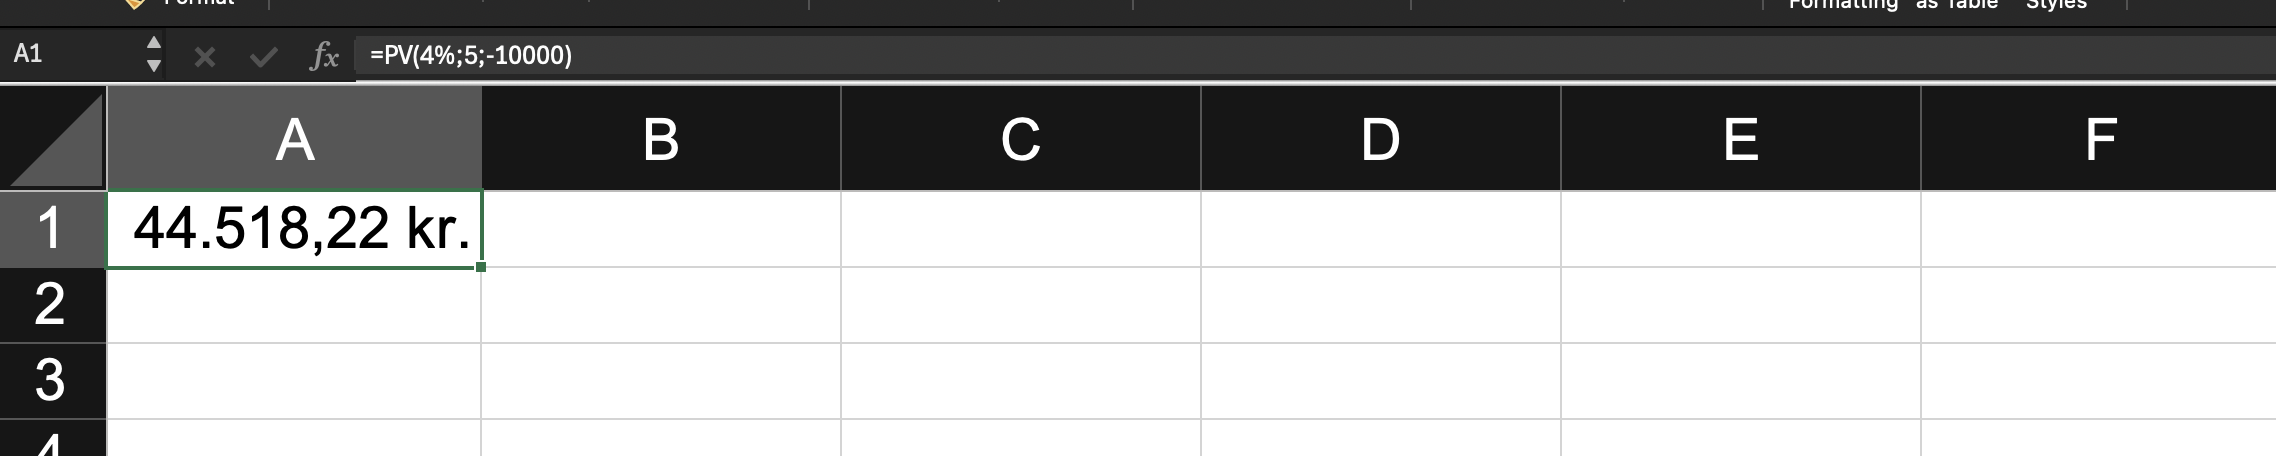 Format
Formatting as Table Styles
A1 fx =PV(4%;5;-10000)
A B C D E F
1 44.518,22 kr.
2
3
4